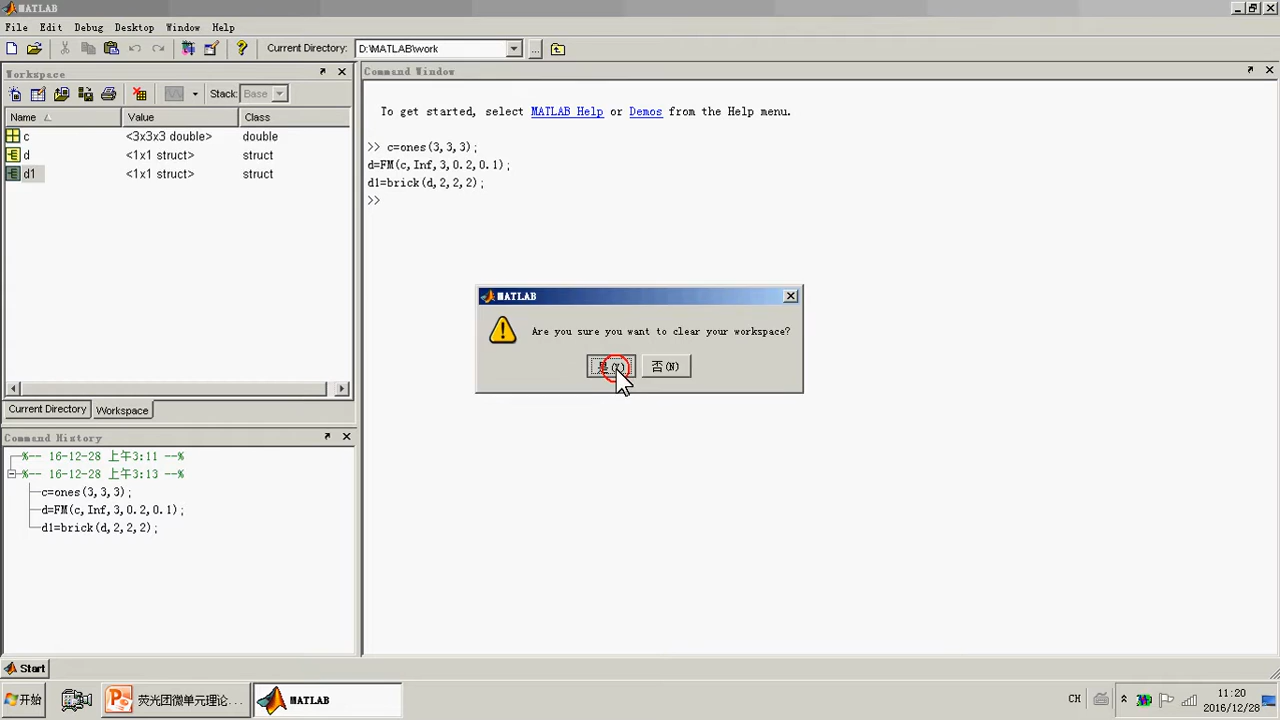 MATLAB
File Edit Debug Desktop Window Help
Current Directory: D:\MATLAB\work ...
Workspace
Stack: Base
Name Value Class
c <3x3x3 double> double
d <1x1 struct> struct
d1 <1x1 struct> struct
Current Directory Workspace
Command History
%-- 16-12-28 上午3:11 --%
%-- 16-12-28 上午3:13 --%
c=ones(3,3,3);
d=FM(c,Inf,3,0.2,0.1);
d1=brick(d,2,2,2);
Command Window
To get started, select MATLAB Help or Demos from the Help menu.
>> c=ones(3,3,3);
d=FM(c,Inf,3,0.2,0.1);
d1=brick(d,2,2,2);
>>
MATLAB
Are you sure you want to clear your workspace?
是(Y) 否(N)
Start
开始 荧光团微单元理论... MATLAB CH 11:20
2016/12/28